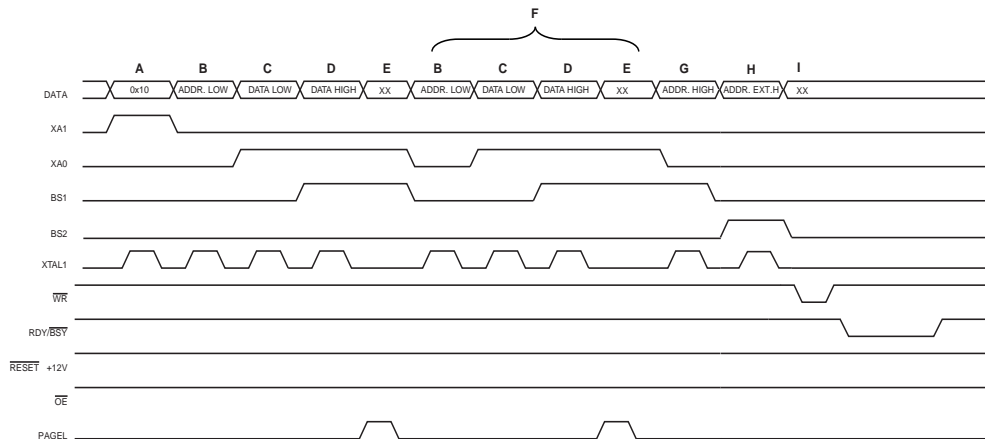 F
A B C D E B C D E G H I
DATA 0x10 ADDR. LOW DATA LOW DATA HIGH XX ADDR. LOW DATA LOW DATA HIGH XX ADDR. HIGH ADDR. EXT.H XX
XA1
XA0
BS1
BS2
XTAL1
WR
RDY/BSY
RESET +12V
OE
PAGEL